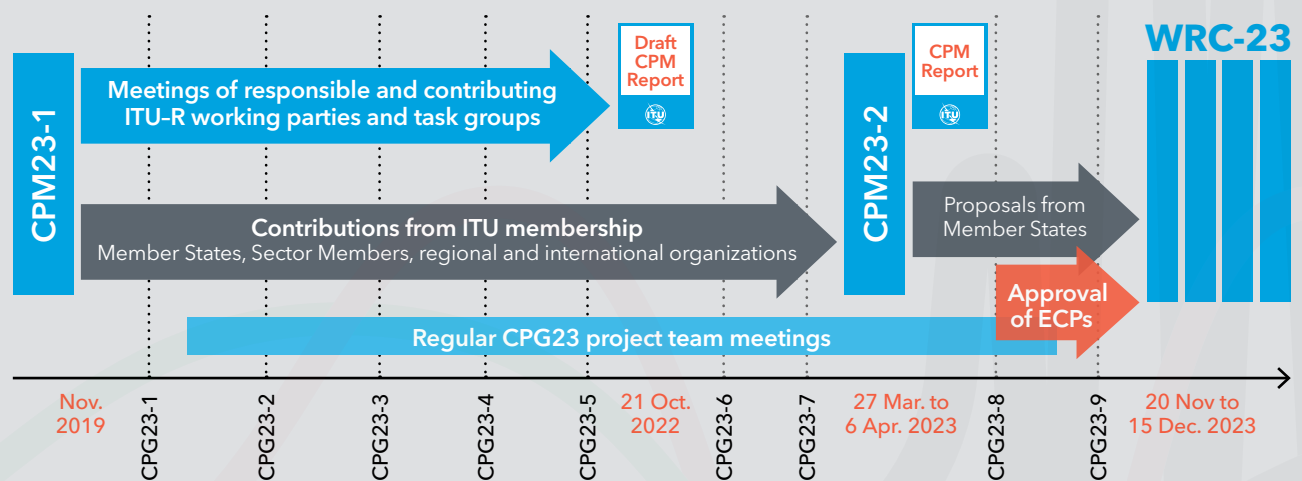 WRC-23
CPM23-1
Meetings of responsible and contributing
ITU–R working parties and task groups
Draft
CPM
Report
ITU
CPM23-2
CPM
Report
ITU
Contributions from ITU membership
Member States, Sector Members, regional and international organizations
Proposals from
Member States
Approval
of ECPs
Regular CPG23 project team meetings
Nov.
2019
CPG23-1
CPG23-2
CPG23-3
CPG23-4
CPG23-5
21 Oct.
2022
CPG23-6
CPG23-7
27 Mar. to
6 Apr. 2023
CPG23-8
CPG23-9
20 Nov to
15 Dec. 2023